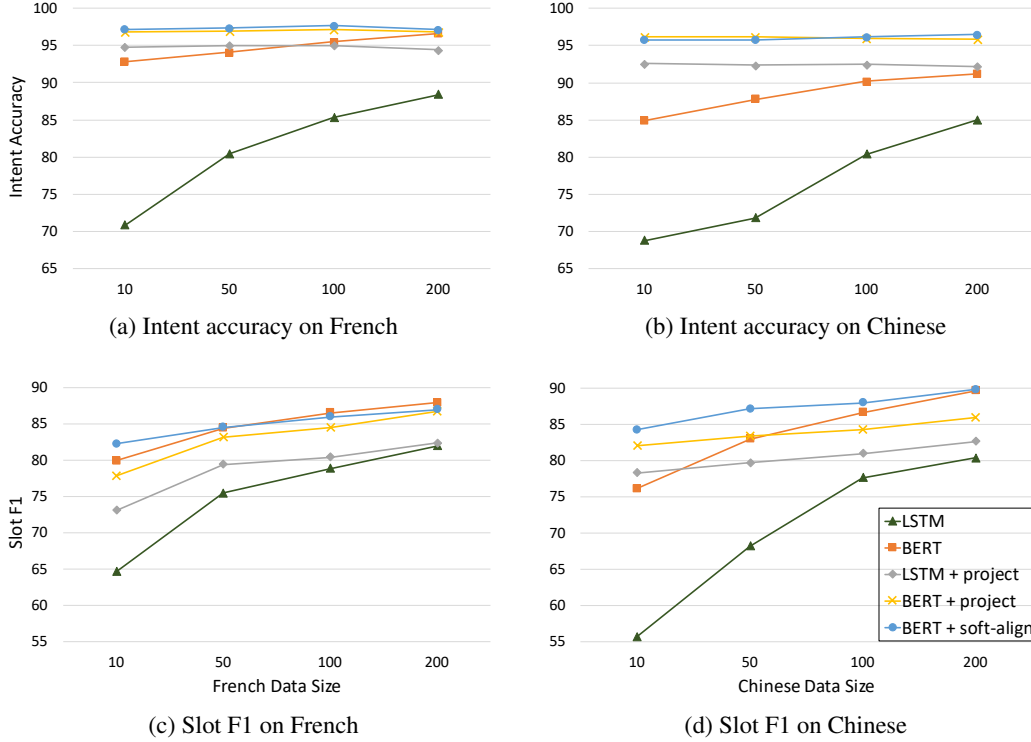 100
95
90
85
80
75
70
65
Intent Accuracy
10 50 100 200
(a) Intent accuracy on French
100
95
90
85
80
75
70
65
10 50 100 200
(b) Intent accuracy on Chinese
90
85
80
75
70
65
60
55
Slot F1
10 50 100 200
French Data Size
(c) Slot F1 on French
90
85
80
75
70
65
60
55
LSTM
BERT
LSTM + project
BERT + project
BERT + soft-align
10 50 100 200
Chinese Data Size
(d) Slot F1 on Chinese